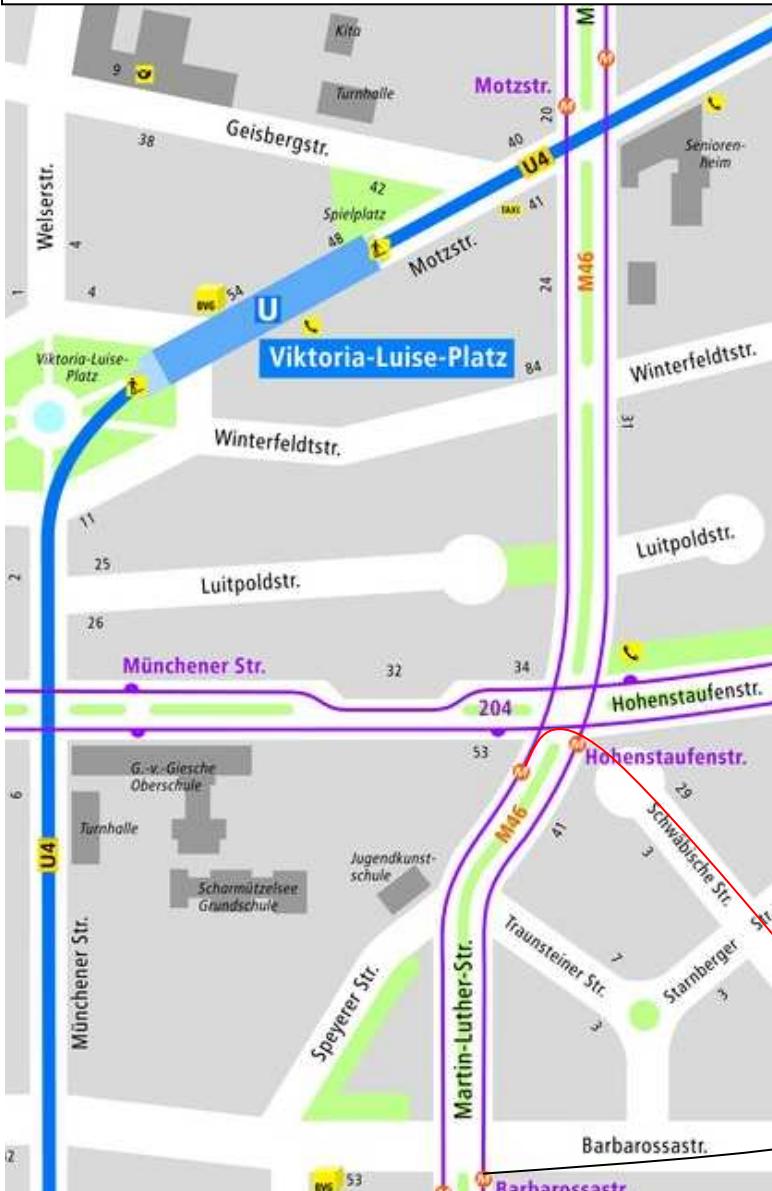 M
Kita
9
Motzstr.
M
M
Turnhalle
20
38
Geisbergstr.
40
U4
Senioren-
heim
Welserstr.
42
TAXI
41
Spielplatz
48
Motzstr.
4
1
4
BVG
54
U
24
M46
Viktoria-Luise-
Platz
Viktoria-Luise-Platz
84
Winterfeldtstr.
31
Winterfeldtstr.
11
25
Luitpoldstr.
Luitpoldstr.
2
26
Münchener Str.
32
34
Hohenstaufenstr.
204
53
M
Hohenstaufenstr.
G.-v.-Giesche
Oberschule
M
29
6
Turnhalle
M46
41
3
Schwäbische Str.
U4
Jugendkunst-
schule
Scharmützelsee
Grundschule
Str.
Münchener Str.
Traunsteiner Str.
7
Starnberger
3
3
Speyerer Str.
Martin-Luther-Str.
Barbarossastr.
BVG
53
M
M
Barbarossastr.